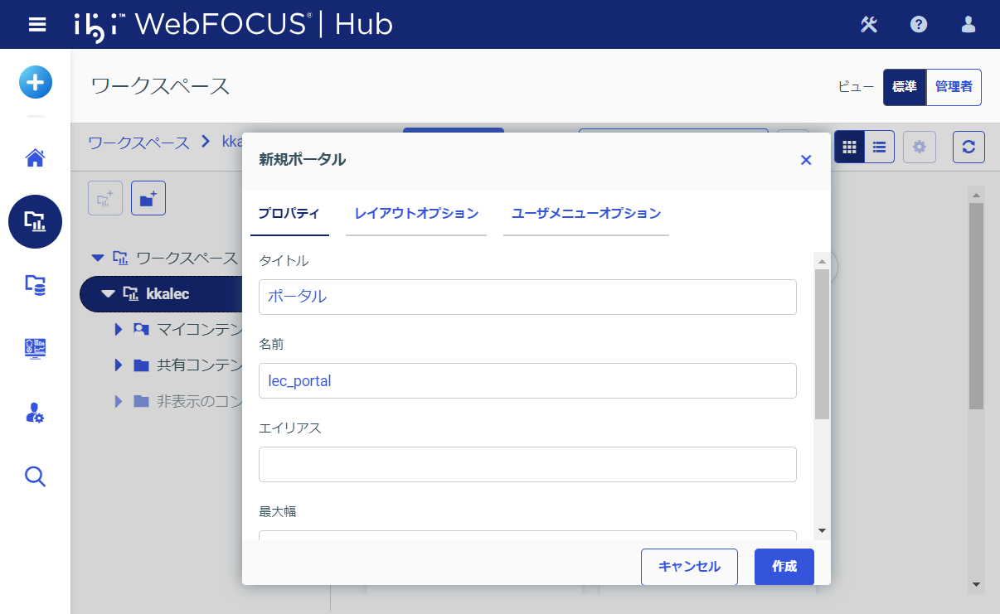 ibi™ WebFOCUS® | Hub
ワークスペース
ビュー
標準
管理者
ワークスペース
kka
ワークスペース
kkalec
マイコンテン
共有コンテン
非表示のコン
新規ポータル
プロパティ
レイアウトオプション
ユーザメニューオプション
タイトル
ポータル
名前
lec_portal
エイリアス
最大幅
キャンセル
作成